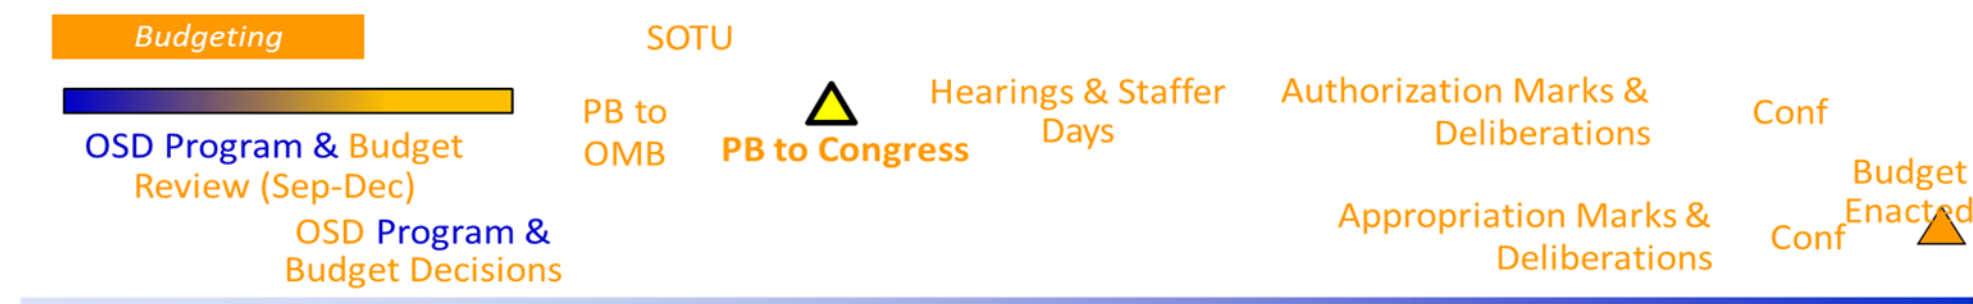 Budgeting
SOTU
OSD Program & Budget
Review (Sep-Dec)
OSD Program &
Budget Decisions
PB to
OMB
PB to Congress
Hearings & Staffer
Days
Authorization Marks &
Deliberations
Conf
Appropriation Marks &
Deliberations
Conf
Budget
Enacted